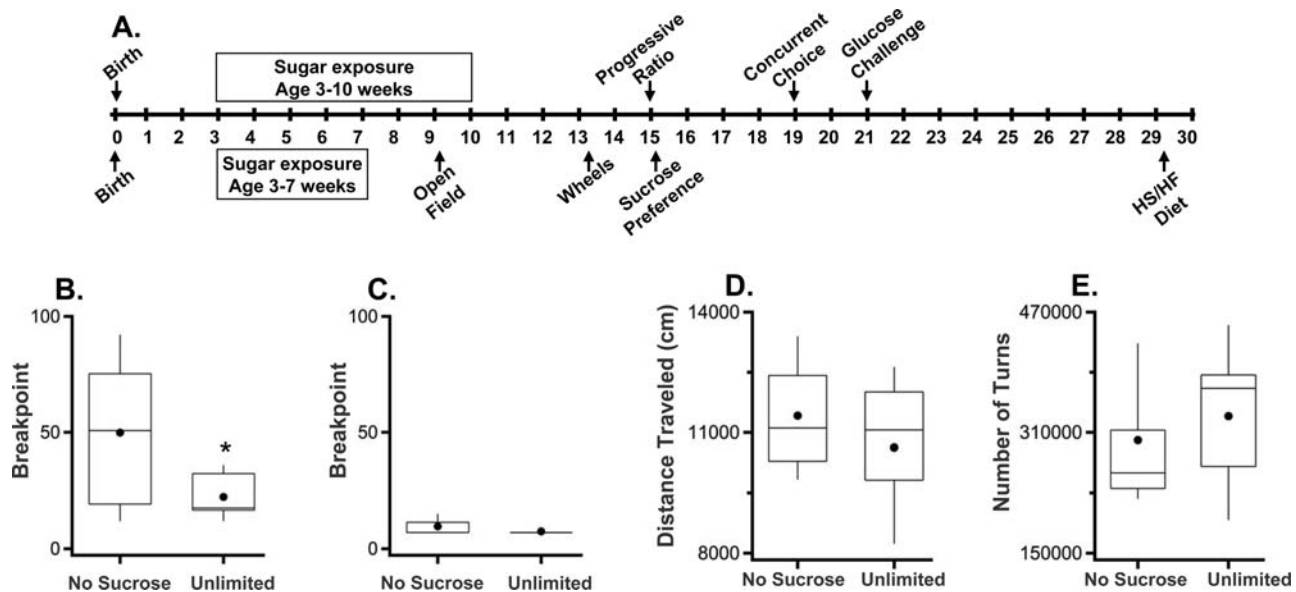 A.
Birth
Sugar exposure
Age 3-10 weeks
Progressive
Ratio
Concurrent
Choice
Glucose
Challenge
0 1 2 3 4 5 6 7 8 9 10 11 12 13 14 15 16 17 18 19 20 21 22 23 24 25 26 27 28 29 30
Birth
Sugar exposure
Age 3-7 weeks
Open
Field
Wheels
Sucrose
Preference
HS/HF
Diet
B.
Breakpoint
100
50
0
*
No Sucrose Unlimited
C.
Breakpoint
100
50
0
No Sucrose Unlimited
D.
Distance Traveled (cm)
14000
11000
8000
No Sucrose Unlimited
E.
Number of Turns
470000
310000
150000
No Sucrose Unlimited